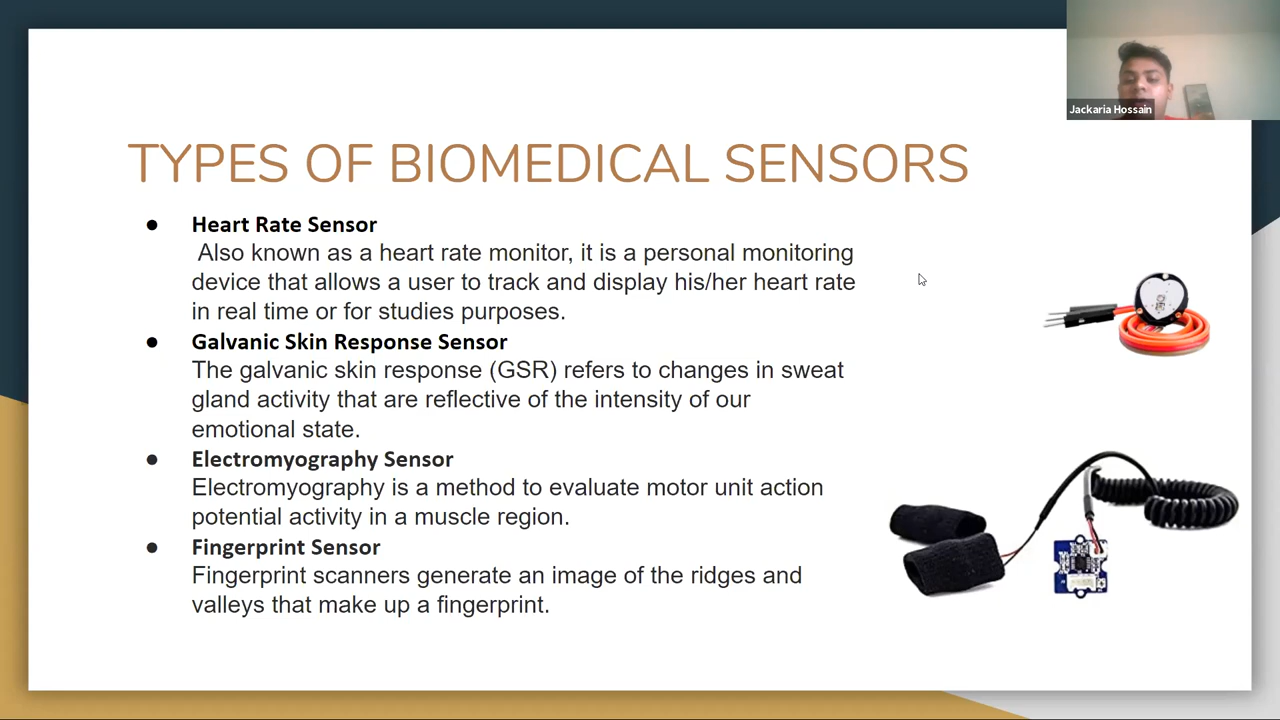 Jackaria Hossain
TYPES OF BIOMEDICAL SENSORS
● Heart Rate Sensor
Also known as a heart rate monitor, it is a personal monitoring
device that allows a user to track and display his/her heart rate
in real time or for studies purposes.
● Galvanic Skin Response Sensor
The galvanic skin response (GSR) refers to changes in sweat
gland activity that are reflective of the intensity of our
emotional state.
● Electromyography Sensor
Electromyography is a method to evaluate motor unit action
potential activity in a muscle region.
● Fingerprint Sensor
Fingerprint scanners generate an image of the ridges and
valleys that make up a fingerprint.